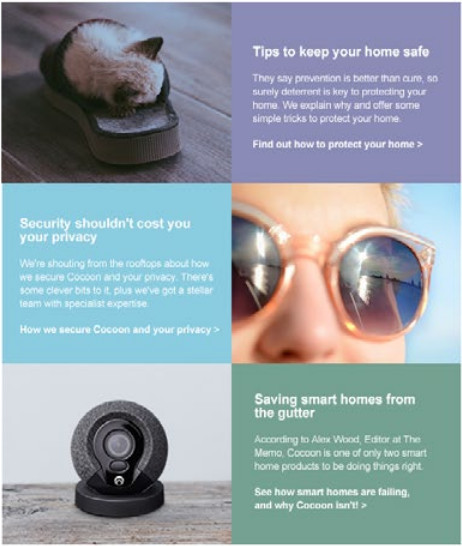 Tips to keep your home safe
They say prevention is better than cure, so
surely deterrent is key to protecting your
home. We explain why and offer some
simple tricks to protect your home.
Find out how to protect your home >
Security shouldn't cost you
your privacy
We're shouting from the rooftops about how
we secure Cocoon and your privacy. There's
some clever bits to it, plus we've got a stellar
team with specialist expertise.
How we secure Cocoon and your privacy >
Saving smart homes from
the gutter
According to Alex Wood, Editor at The
Memo, Cocoon is one of only two smart
home products to be doing things right.
See how smart homes are failing,
and why Cocoon isn't! >